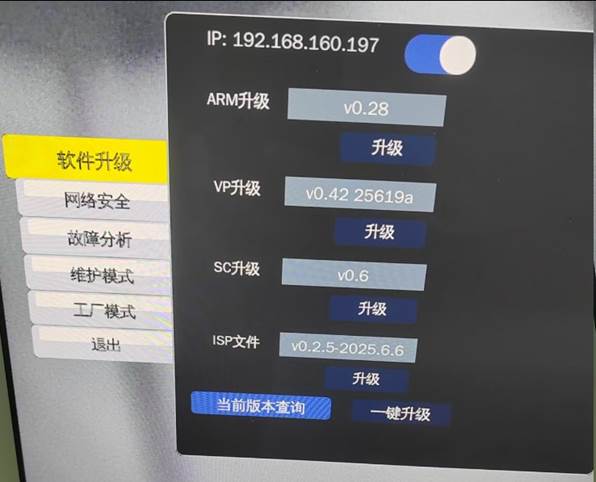 IP: 192.168.160.197
ARM升级 v0.28
升级
VP升级 v0.42 25619a
升级
SC升级 v0.6
升级
ISP文件 v0.2.5-2025.6.6
升级
当前版本查询 一键升级
软件升级
网络安全
故障分析
维护模式
工厂模式
退出